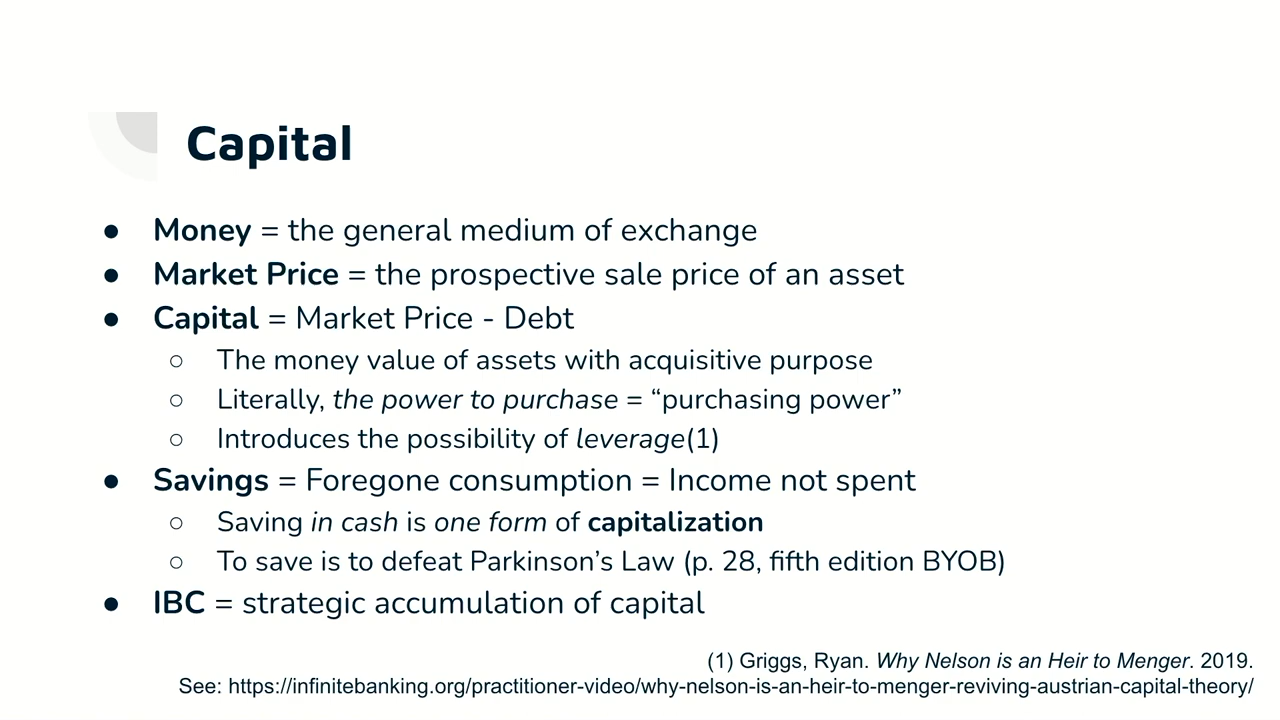 Capital
● Money = the general medium of exchange
● Market Price = the prospective sale price of an asset
● Capital = Market Price - Debt
○ The money value of assets with acquisitive purpose
○ Literally, the power to purchase = “purchasing power”
○ Introduces the possibility of leverage(1)
● Savings = Foregone consumption = Income not spent
○ Saving in cash is one form of capitalization
○ To save is to defeat Parkinson’s Law (p. 28, fifth edition BYOB)
● IBC = strategic accumulation of capital
(1) Griggs, Ryan. Why Nelson is an Heir to Menger. 2019.
See: https://infinitebanking.org/practitioner-video/why-nelson-is-an-heir-to-menger-reviving-austrian-capital-theory/